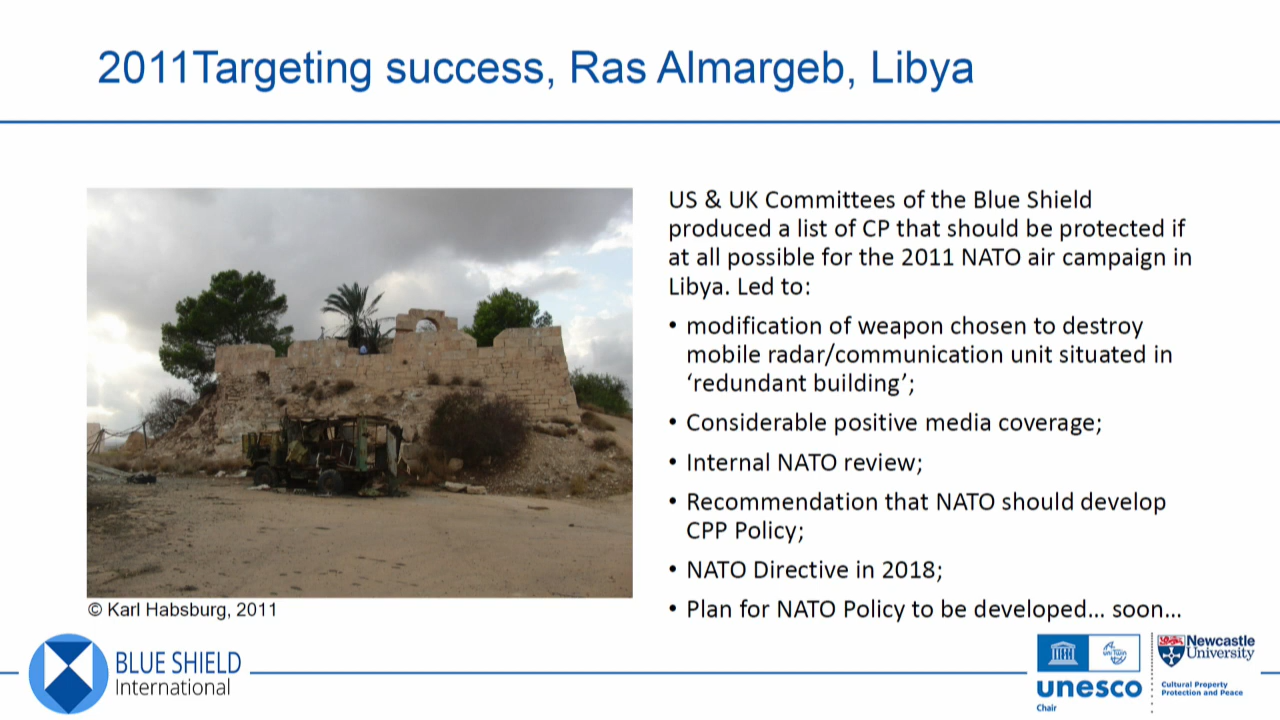 2011Targeting success, Ras Almargeb, Libya
US & UK Committees of the Blue Shield
produced a list of CP that should be protected if
at all possible for the 2011 NATO air campaign in
Libya. Led to:
• modification of weapon chosen to destroy
mobile radar/communication unit situated in
‘redundant building’;
• Considerable positive media coverage;
• Internal NATO review;
• Recommendation that NATO should develop
CPP Policy;
• NATO Directive in 2018;
• Plan for NATO Policy to be developed... soon...
© Karl Habsburg, 2011
BLUE SHIELD
International
unesco
Chair
Newcastle
University
Cultural Property
Protection and Peace